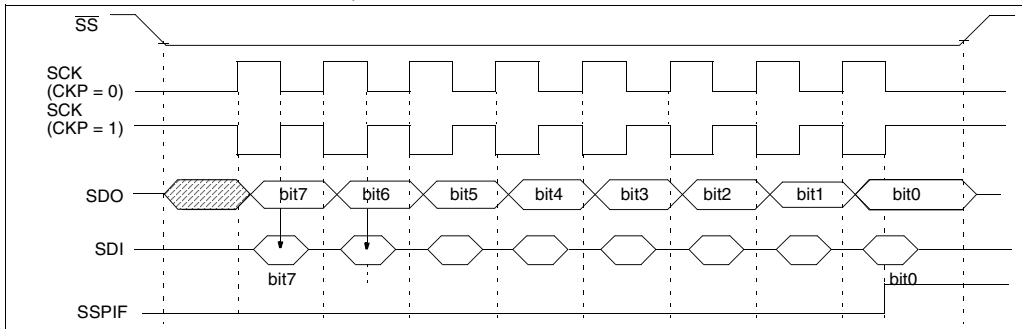 SS
SCK
(CKP = 0)
SCK
(CKP = 1)
SDO
bit7 bit6 bit5 bit4 bit3 bit2 bit1 bit0
SDI
bit7 bit0
SSPIF